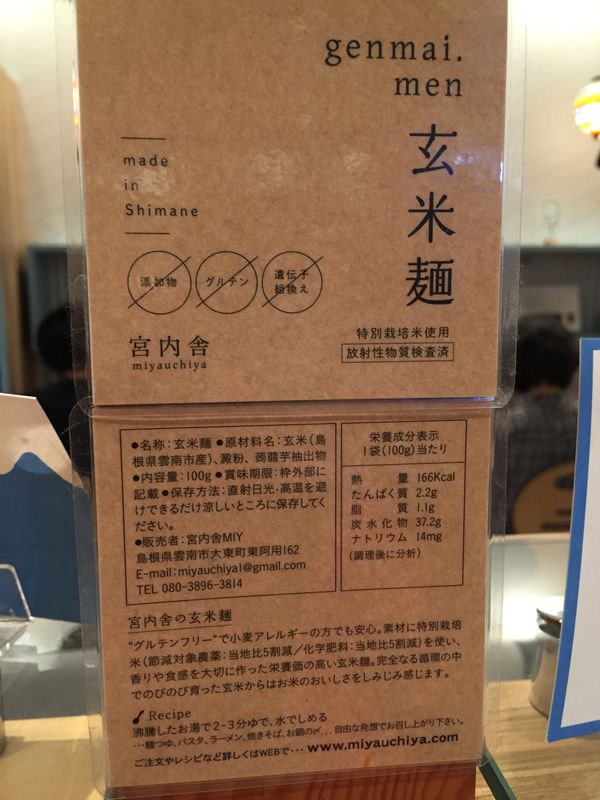 genmai.
men
玄米麺
made
in
Shimane
添加物
グルテン
遺伝子
組換え
宮内舎
miyauchiya
特別栽培米使用
放射性物質検査済
●名称:玄米麺 ●原材料名:玄米(島
根県雲南市産)、澱粉、蒟蒻芋抽出物
●内容量:100g ●賞味期限:枠外部に
記載 ●保存方法:直射日光・高温を避
けできるだけ涼しいところに保存してく
ださい。
●販売者:宮内舎MIY
島根県雲南市大東町東阿用162
E-mail:miyauchiya1@gmail.com
TEL 080-3896-3814
栄養成分表示
1袋(100g)当たり
熱量 166Kcal
たんぱく質 2.2g
脂質 1.1g
炭水化物 37.2g
ナトリウム 14mg
(調理後に分析)
宮内舎の玄米麺
"グルテンフリー"で小麦アレルギーの方でも安心。素材に特別栽培
米(節減対象農薬:当地比5割減/化学肥料:当地比5割減)を使い、
香りや食感を大切に作った栄養価の高い玄米麺。完全なる循環の中
でのびのび育った玄米からはお米のおいしさをしみじみ感じます。
Recipe
沸騰したお湯で2-3分ゆで、水でしめる
…麺つゆ、パスタ、ラーメン、焼きそば、お鍋の〆…自由な発想でお召し上がり下さい。
ご注文やレシピなど詳しくはWEBで… www.miyauchiya.com